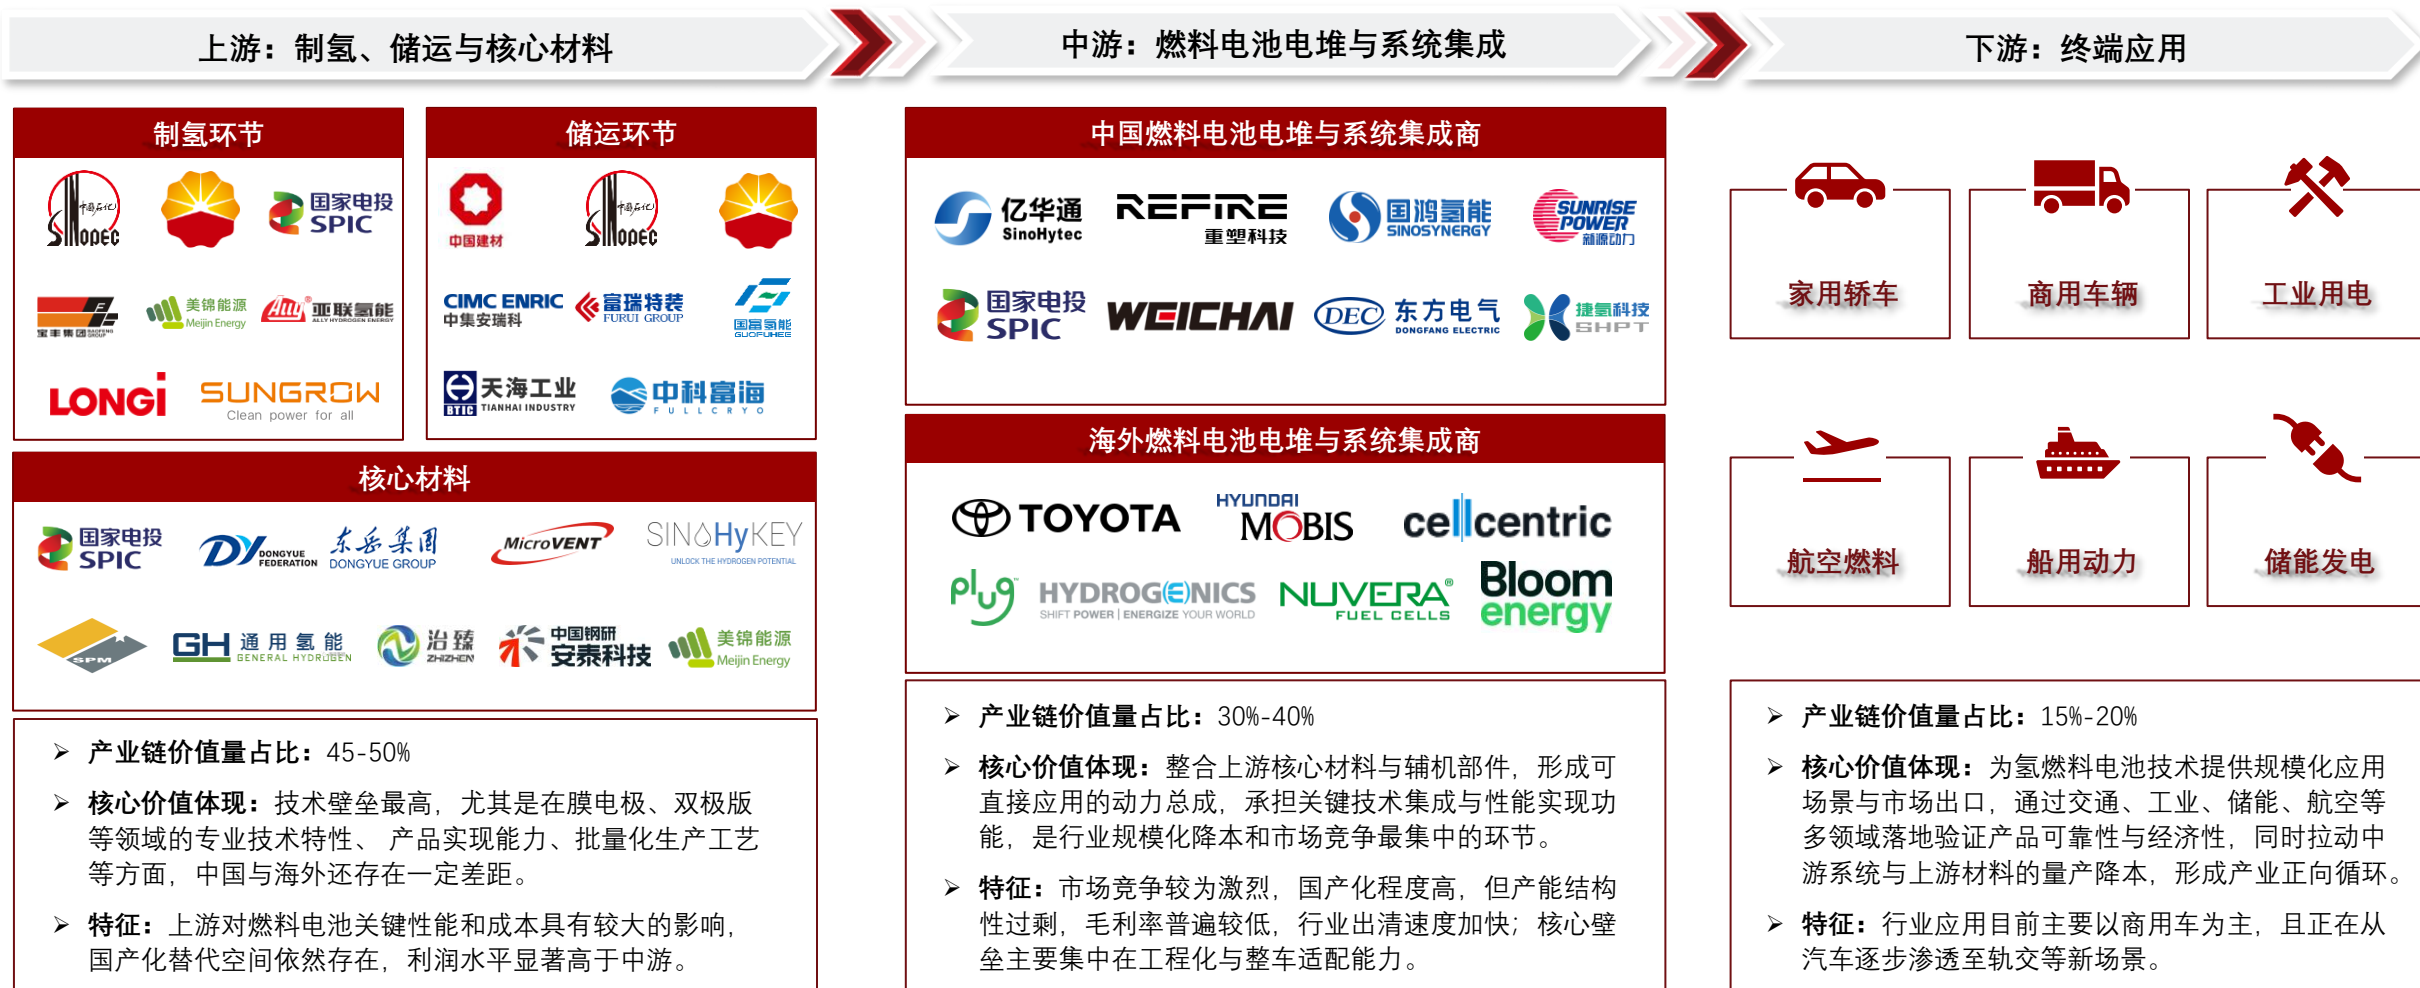 上游：制氢、储运与核心材料
中游：燃料电池电堆与系统集成
下游：终端应用
制氢环节
中国石化
SINOPEC
国家电投
SPIC
宝丰集团 BAOFENG GROUP
美锦能源
Meijin Energy
Ally® 亚联氢能
ALLY HYDROGEN ENERGY
LONGi
SUNGROW
Clean power for all
储运环节
中国建材
中国石化
SINOPEC
CIMC ENRIC
中集安瑞科
富瑞特装
FURUI GROUP
国富氢能
GUOFUHEE
BTIC
天海工业
TIANHAI INDUSTRY
中科富海
FULLCRYO
核心材料
国家电投
SPIC
DY DONGYUE FEDERATION
东岳集团
DONGYUE GROUP
MicroVENT
SINOHyKEY
UNLOCK THE HYDROGEN POTENTIAL
SPM
GH 通用氢能
GENERAL HYDROGEN
治臻
ZHIZHEN
中国钢研
安泰科技
美锦能源
Meijin Energy
➢ 产业链价值量占比：45-50%
➢ 核心价值体现：技术壁垒最高，尤其是在膜电极、双极版
等领域的专业技术特性、 产品实现能力、批量化生产工艺
等方面，中国与海外还存在一定差距。
➢ 特征：上游对燃料电池关键性能和成本具有较大的影响，
国产化替代空间依然存在，利润水平显著高于中游。
中国燃料电池电堆与系统集成商
亿华通
SinoHytec
REFIRE
重塑科技
国鸿氢能
SINOSYNERGY
SUNRISE
POWER
新源动力
国家电投
SPIC
WEICHAI
DEC 东方电气
DONGFANG ELECTRIC
捷氢科技
SHPT
海外燃料电池电堆与系统集成商
TOYOTA
HYUNDAI
MOBIS
cellcentric
plug™
HYDROGENICS
SHIFT POWER | ENERGIZE YOUR WORLD
NUVERA®
FUEL CELLS
Bloom
energy
➢ 产业链价值量占比：30%-40%
➢ 核心价值体现：整合上游核心材料与辅机部件，形成可
直接应用的动力总成，承担关键技术集成与性能实现功
能，是行业规模化降本和市场竞争最集中的环节。
➢ 特征：市场竞争较为激烈，国产化程度高，但产能结构
性过剩，毛利率普遍较低，行业出清速度加快；核心壁
垒主要集中在工程化与整车适配能力。
家用轿车
商用车辆
工业用电
航空燃料
船用动力
储能发电
➢ 产业链价值量占比：15%-20%
➢ 核心价值体现：为氢燃料电池技术提供规模化应用
场景与市场出口，通过交通、工业、储能、航空等
多领域落地验证产品可靠性与经济性，同时拉动中
游系统与上游材料的量产降本，形成产业正向循环。
➢ 特征：行业应用目前主要以商用车为主，且正在从
汽车逐步渗透至轨交等新场景。